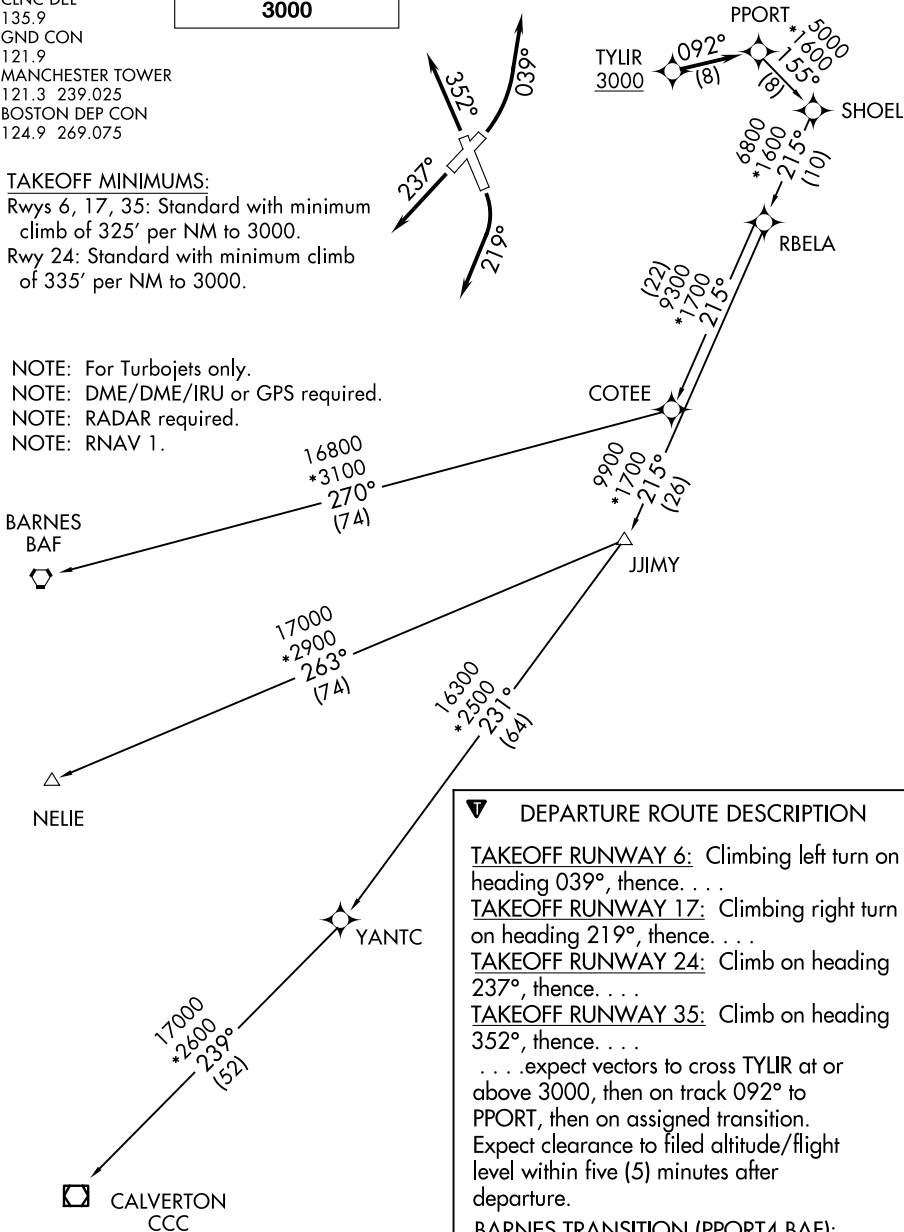 CLNC DEL
135.9
GND CON
121.9
MANCHESTER TOWER
121.3 239.025
BOSTON DEP CON
124.9 269.075
3000
TAKEOFF MINIMUMS:
Rwys 6, 17, 35: Standard with minimum
climb of 325' per NM to 3000.
Rwy 24: Standard with minimum climb
of 335' per NM to 3000.
352°
039°
237°
219°
TYLIR
3000
092°
(8)
PPORT
5000
*1600
155°
(8)
SHOEL
6800
*1600
215°
(10)
RBELA
(22)
9300
*1700
215°
COTEE
9900
*1700
215°
(26)
JJIMY
NOTE: For Turbojets only.
NOTE: DME/DME/IRU or GPS required.
NOTE: RADAR required.
NOTE: RNAV 1.
16800
*3100
270°
(74)
BARNES
BAF
17000
*2900
263°
(74)
NELIE
16300
*2500
231°
(64)
YANTC
17000
*2600
239°
(52)
CALVERTON
CCC
T
DEPARTURE ROUTE DESCRIPTION
TAKEOFF RUNWAY 6: Climbing left turn on
heading 039°, thence. . . .
TAKEOFF RUNWAY 17: Climbing right turn
on heading 219°, thence. . . .
TAKEOFF RUNWAY 24: Climb on heading
237°, thence. . . .
TAKEOFF RUNWAY 35: Climb on heading
352°, thence. . . .
. . . .expect vectors to cross TYLIR at or
above 3000, then on track 092° to
PPORT, then on assigned transition.
Expect clearance to filed altitude/flight
level within five (5) minutes after
departure.
BARNES TRANSITION (PPORT4.BAF):